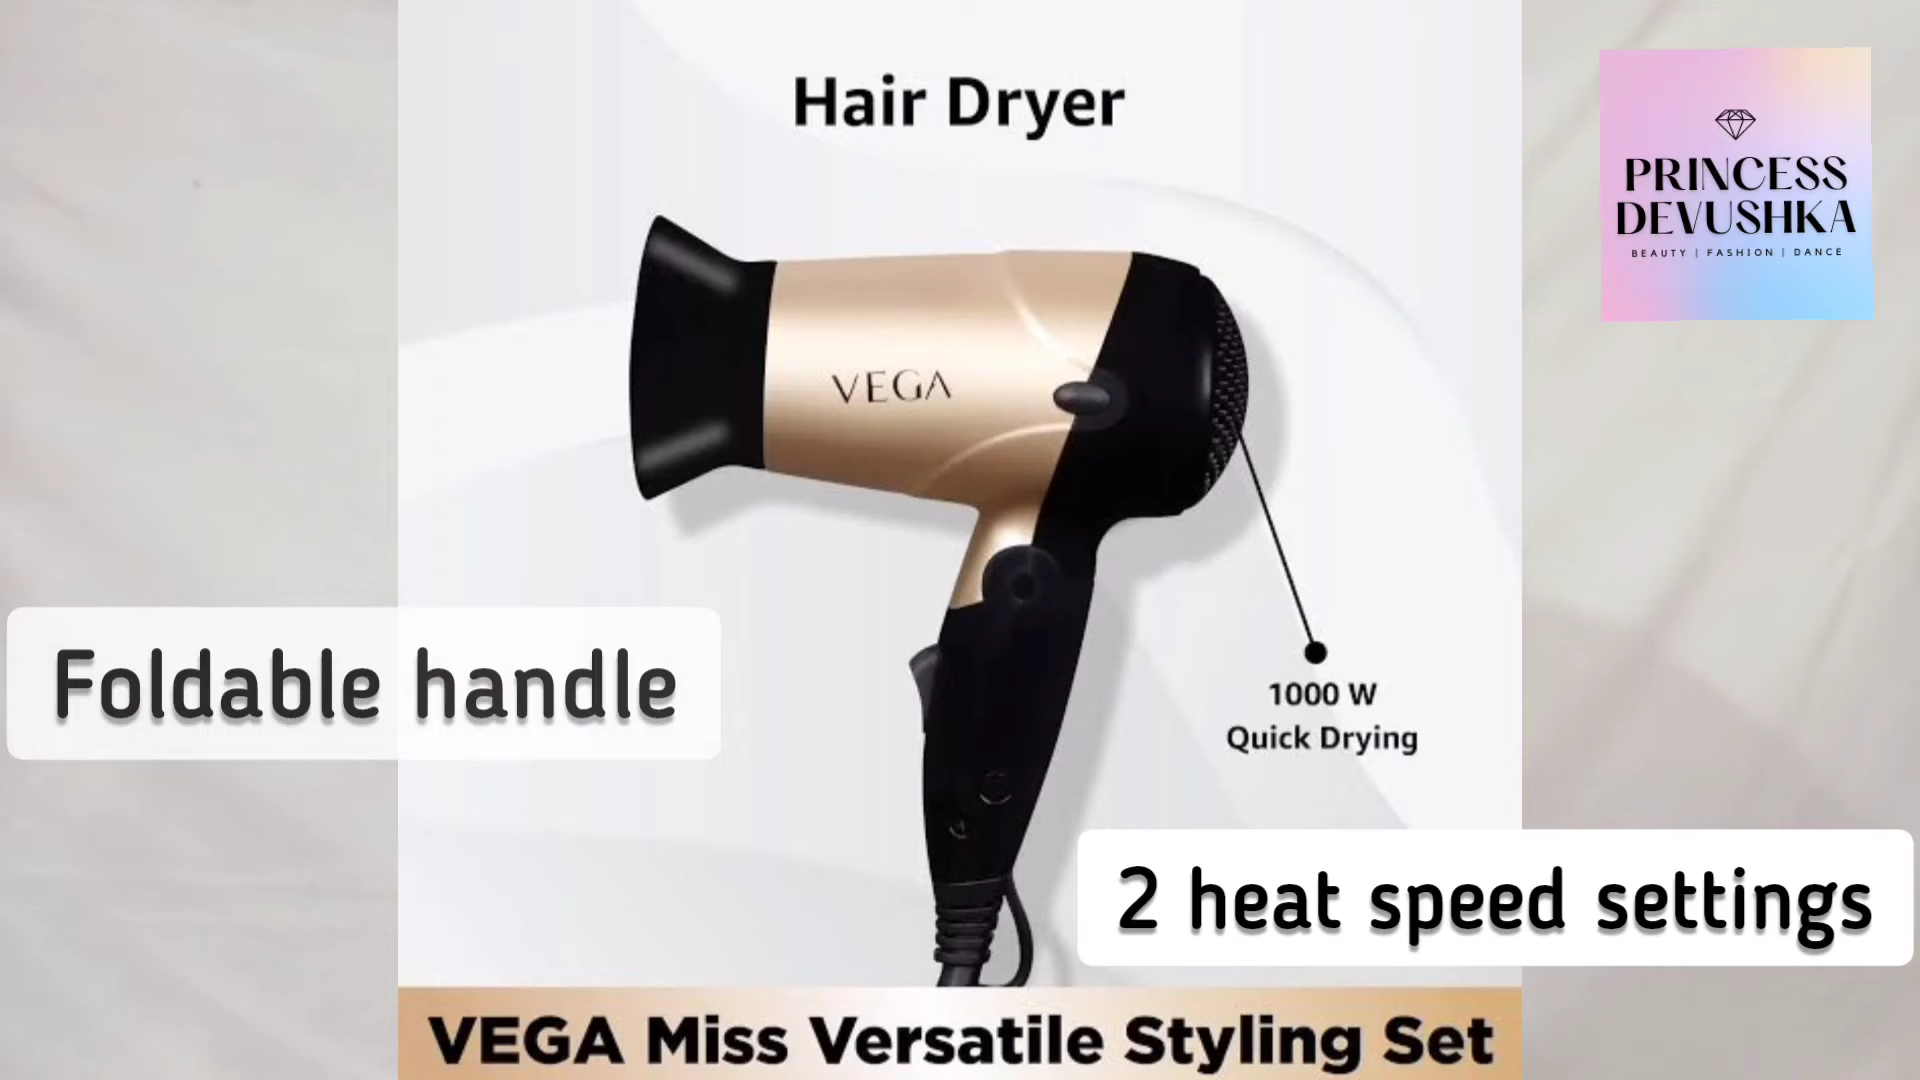 Hair Dryer
PRINCESS
DEVUSHKA
BEAUTY | FASHION | DANCE
VEGA
Foldable handle
1000 W
Quick Drying
2 heat speed settings
VEGA Miss Versatile Styling Set